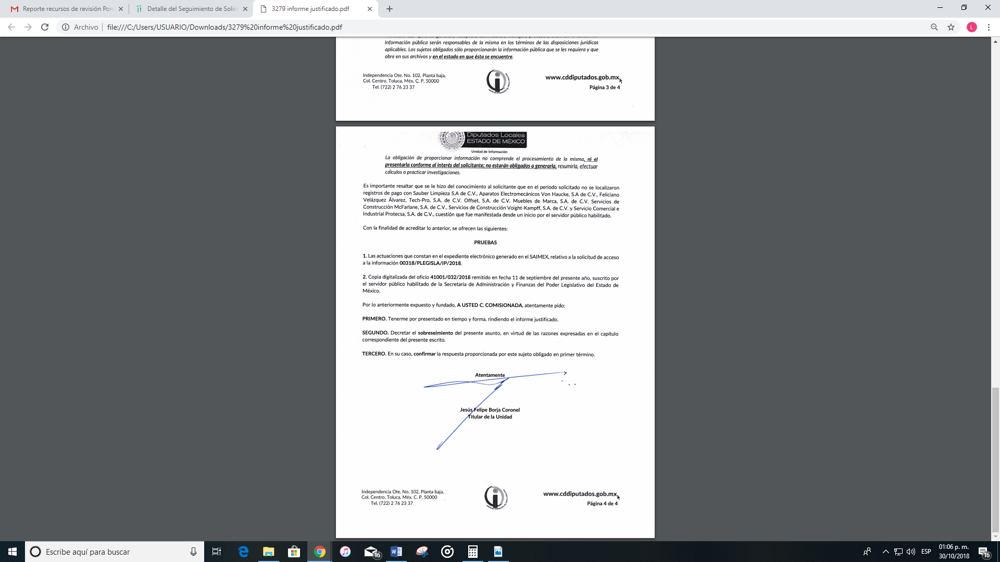 Reporte recursos de revisión Pon
Detalle del Seguimiento de Solici
3279 informe justificado.pdf
Archivo
file:///C:/Users/USUARIO/Downloads/3279%20informe%20justificado.pdf
L
información pública serán responsables de la misma en los términos de las disposiciones jurídicas
aplicables. Los sujetos obligados sólo proporcionarán la información pública que se les requiera y que
obre en sus archivos y en el estado en que ésta se encuentre.
Independencia Ote. No. 102, Planta baja,
Col. Centro. Toluca, Méx. C. P. 50000
Tel. (722) 2 76 23 37
www.cddiputados.gob.mx
Página 3 de 4
Diputados Locales
ESTADO DE MÉXICO
Unidad de Información
La obligación de proporcionar información no comprende el procesamiento de la misma, ni el
presentarla conforme al interés del solicitante; no estarán obligados a generarla, resumirla, efectuar
cálculos o practicar investigaciones.
Es importante resaltar que se le hizo del conocimiento al solicitante que en el periodo solicitado no se localizaron
registros de pago con Sauber Limpieza S.A de C.V., Aparatos Electromecánicos Von Haucke, S.A de C.V., Feliciano
Velázquez Álvarez, Tech-Pro, S.A. de C.V. Offset, S.A. de C.V. Muebles de Marca, S.A. de C.V. Servicios de
Construcción McFarlane, S.A. de C.V., Servicios de Construcción Voight-Kampff, S.A. de C.V. y Servicio Comercial e
Industrial Protecsa, S.A. de C.V., cuestión que fue manifestada desde un inicio por el servidor público habilitado.
Con la finalidad de acreditar lo anterior, se ofrecen las siguientes:
PRUEBAS
1. Las actuaciones que constan en el expediente electrónico generado en el SAIMEX, relativo a la solicitud de acceso
a la información 00318/PLEGISLA/IP/2018.
2. Copia digitalizada del oficio 41001/032/2018 remitido en fecha 11 de septiembre del presente año, suscrito por
el servidor público habilitado de la Secretaría de Administración y Finanzas del Poder Legislativo del Estado de
México.
Por lo anteriormente expuesto y fundado, A USTED C. COMISIONADA, atentamente pido:
PRIMERO. Tenerme por presentado en tiempo y forma, rindiendo el informe justificado.
SEGUNDO. Decretar el sobreseimiento del presente asunto, en virtud de las razones expresadas en el capítulo
correspondiente del presente escrito.
TERCERO. En su caso, confirmar la respuesta proporcionada por este sujeto obligado en primer término.
Atentamente
Jesús Felipe Borja Coronel
Titular de la Unidad
Independencia Ote. No. 102, Planta baja,
Col. Centro. Toluca, Méx. C. P. 50000
Tel. (722) 2 76 23 37
www.cddiputados.gob.mx
Página 4 de 4
Escribe aquí para buscar
16
ESP
01:06 p. m.
30/10/2018
16